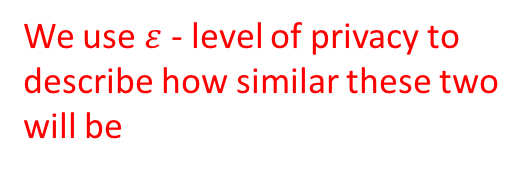 We use ε - level of privacy to
describe how similar these two
will be